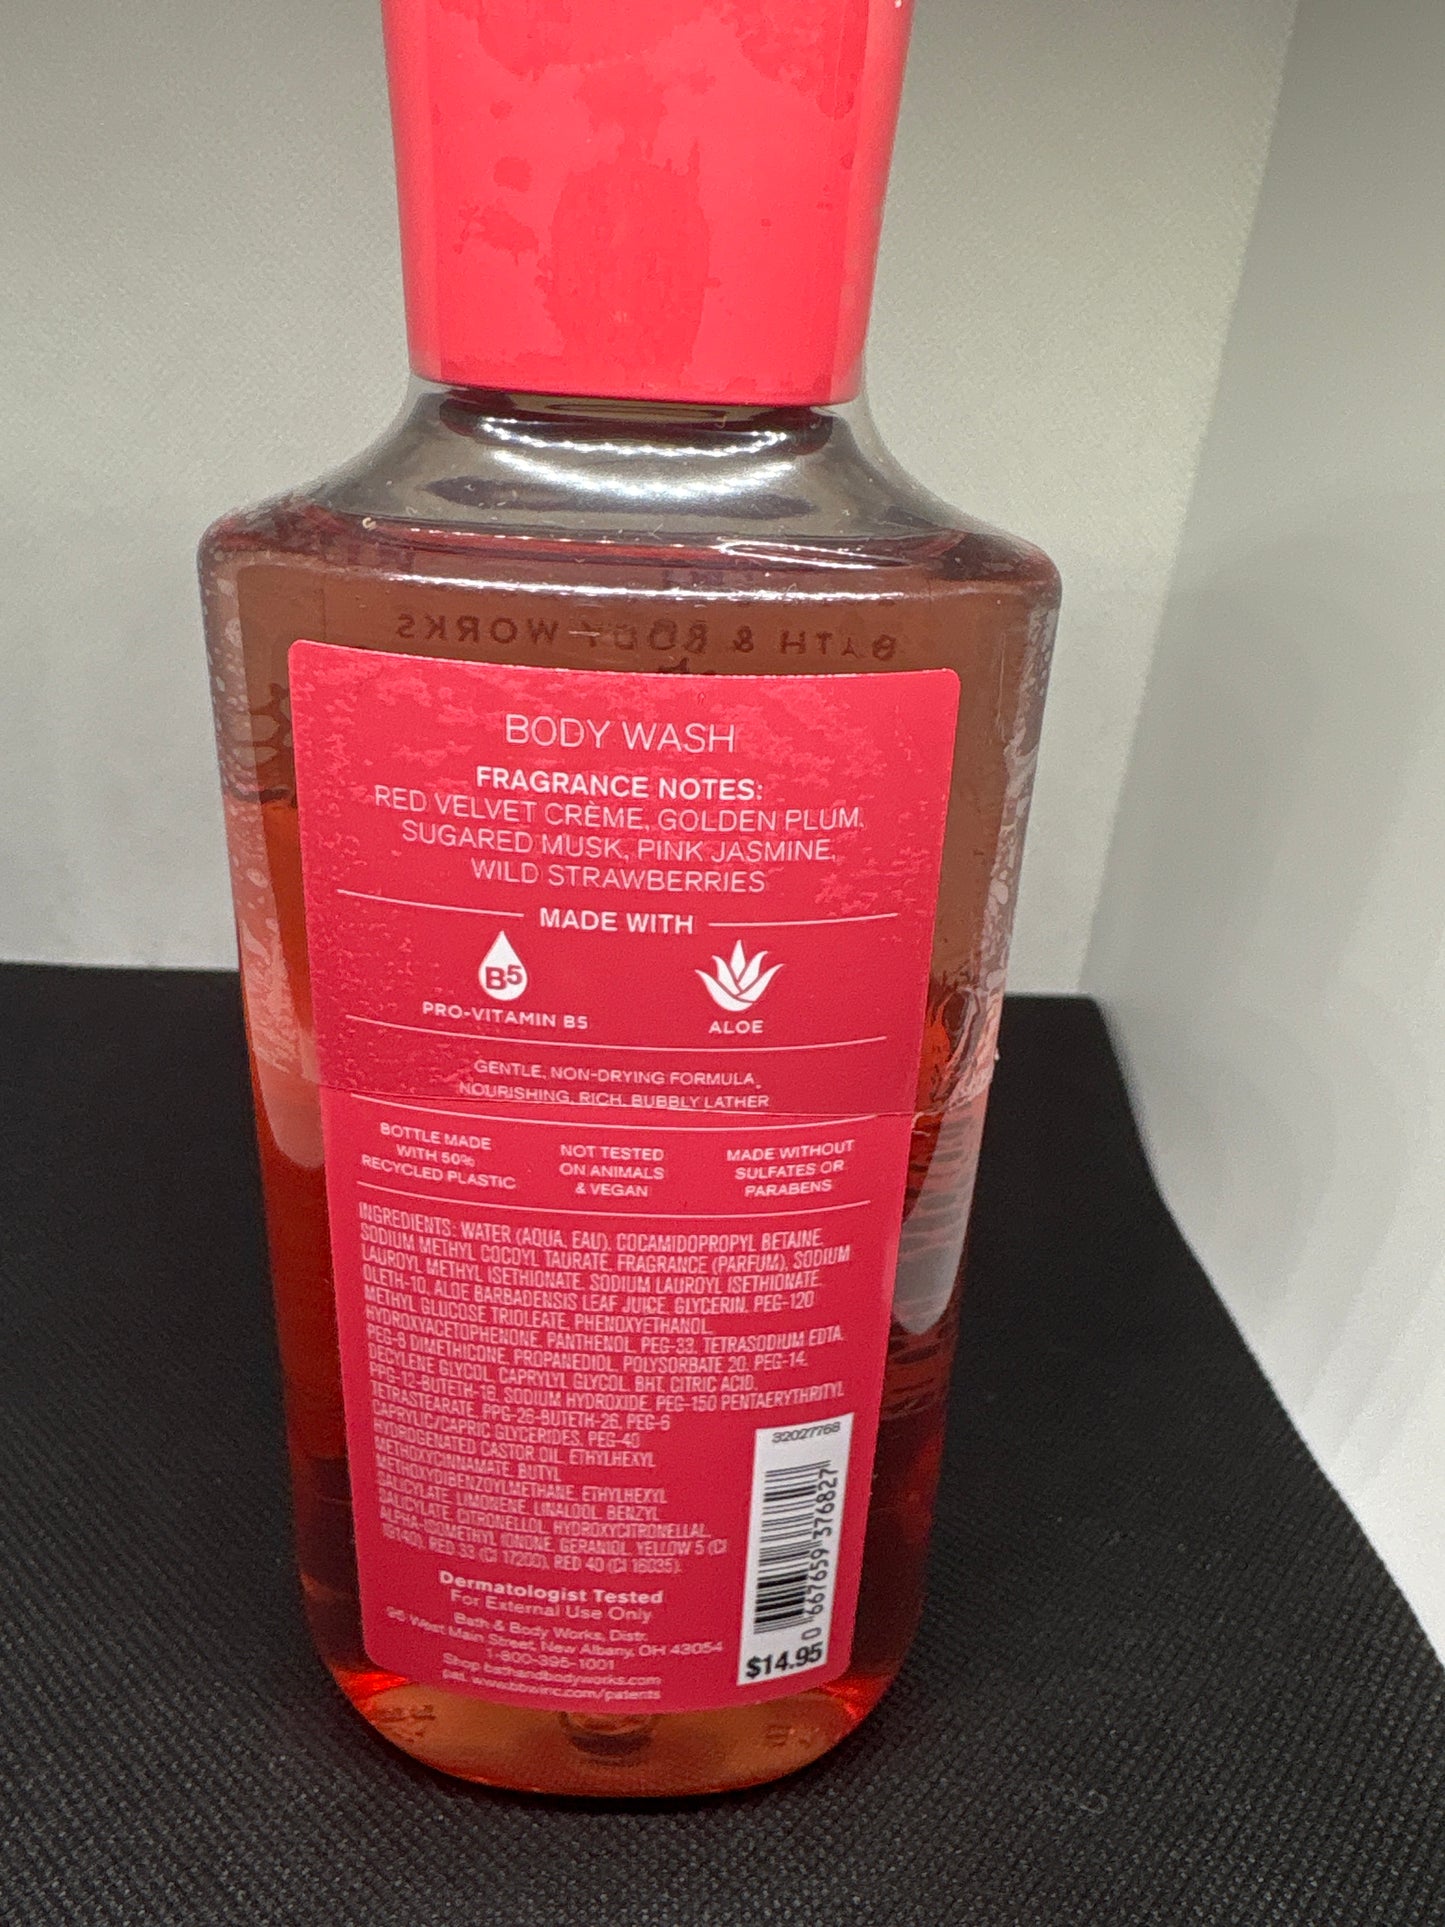 BATH & BODY WORKS
BODY WASH
FRAGRANCE NOTES:
RED VELVET CRÈME, GOLDEN PLUM,
SUGARED MUSK, PINK JASMINE,
WILD STRAWBERRIES
MADE WITH
B5
PRO-VITAMIN B5
ALOE
GENTLE, NON-DRYING FORMULA,
NOURISHING, RICH, BUBBLY LATHER
BOTTLE MADE
WITH 50%
RECYCLED PLASTIC
NOT TESTED
ON ANIMALS
& VEGAN
MADE WITHOUT
SULFATES OR
PARABENS
INGREDIENTS: WATER (AQUA, EAU), COCAMIDOPROPYL BETAINE,
SODIUM METHYL COCOYL TAURATE, FRAGRANCE (PARFUM), SODIUM
LAUROYL METHYL ISETHIONATE, SODIUM LAUROYL ISETHIONATE,
OLETH-10, ALOE BARBADENSIS LEAF JUICE, GLYCERIN, PEG-120
METHYL GLUCOSE TRIOLEATE, PHENOXYETHANOL,
HYDROXYACETOPHENONE, PANTHENOL, PEG-33, TETRASODIUM EDTA,
PEG-8 DIMETHICONE, PROPANEDIOL, POLYSORBATE 20, PEG-14,
DECYLENE GLYCOL, CAPRYLYL GLYCOL, BHT, CITRIC ACID,
PPG-12-BUTETH-16, SODIUM HYDROXIDE, PEG-150 PENTAERYTHRITYL
TETRASTEARATE, PPG-26-BUTETH-26, PEG-6
CAPRYLIC/CAPRIC GLYCERIDES, PEG-40
HYDROGENATED CASTOR OIL, ETHYLHEXYL
METHOXYCINNAMATE, BUTYL
METHOXYDIBENZOYLMETHANE, ETHYLHEXYL
SALICYLATE, LIMONENE, LINALOOL, BENZYL
SALICYLATE, CITRONELLOL, HYDROXYCITRONELLAL,
ALPHA-ISOMETHYL IONONE, GERANIOL, YELLOW 5 (CI
19140), RED 33 (CI 17200), RED 40 (CI 16035).
Dermatologist Tested
For External Use Only
Bath & Body Works, Distr.
95 West Main Street, New Albany, OH 43054
1-800-395-1001
Shop bathandbodyworks.com
pat. www.bbwinc.com/patents
32027768
0 667659 376827
$14.95